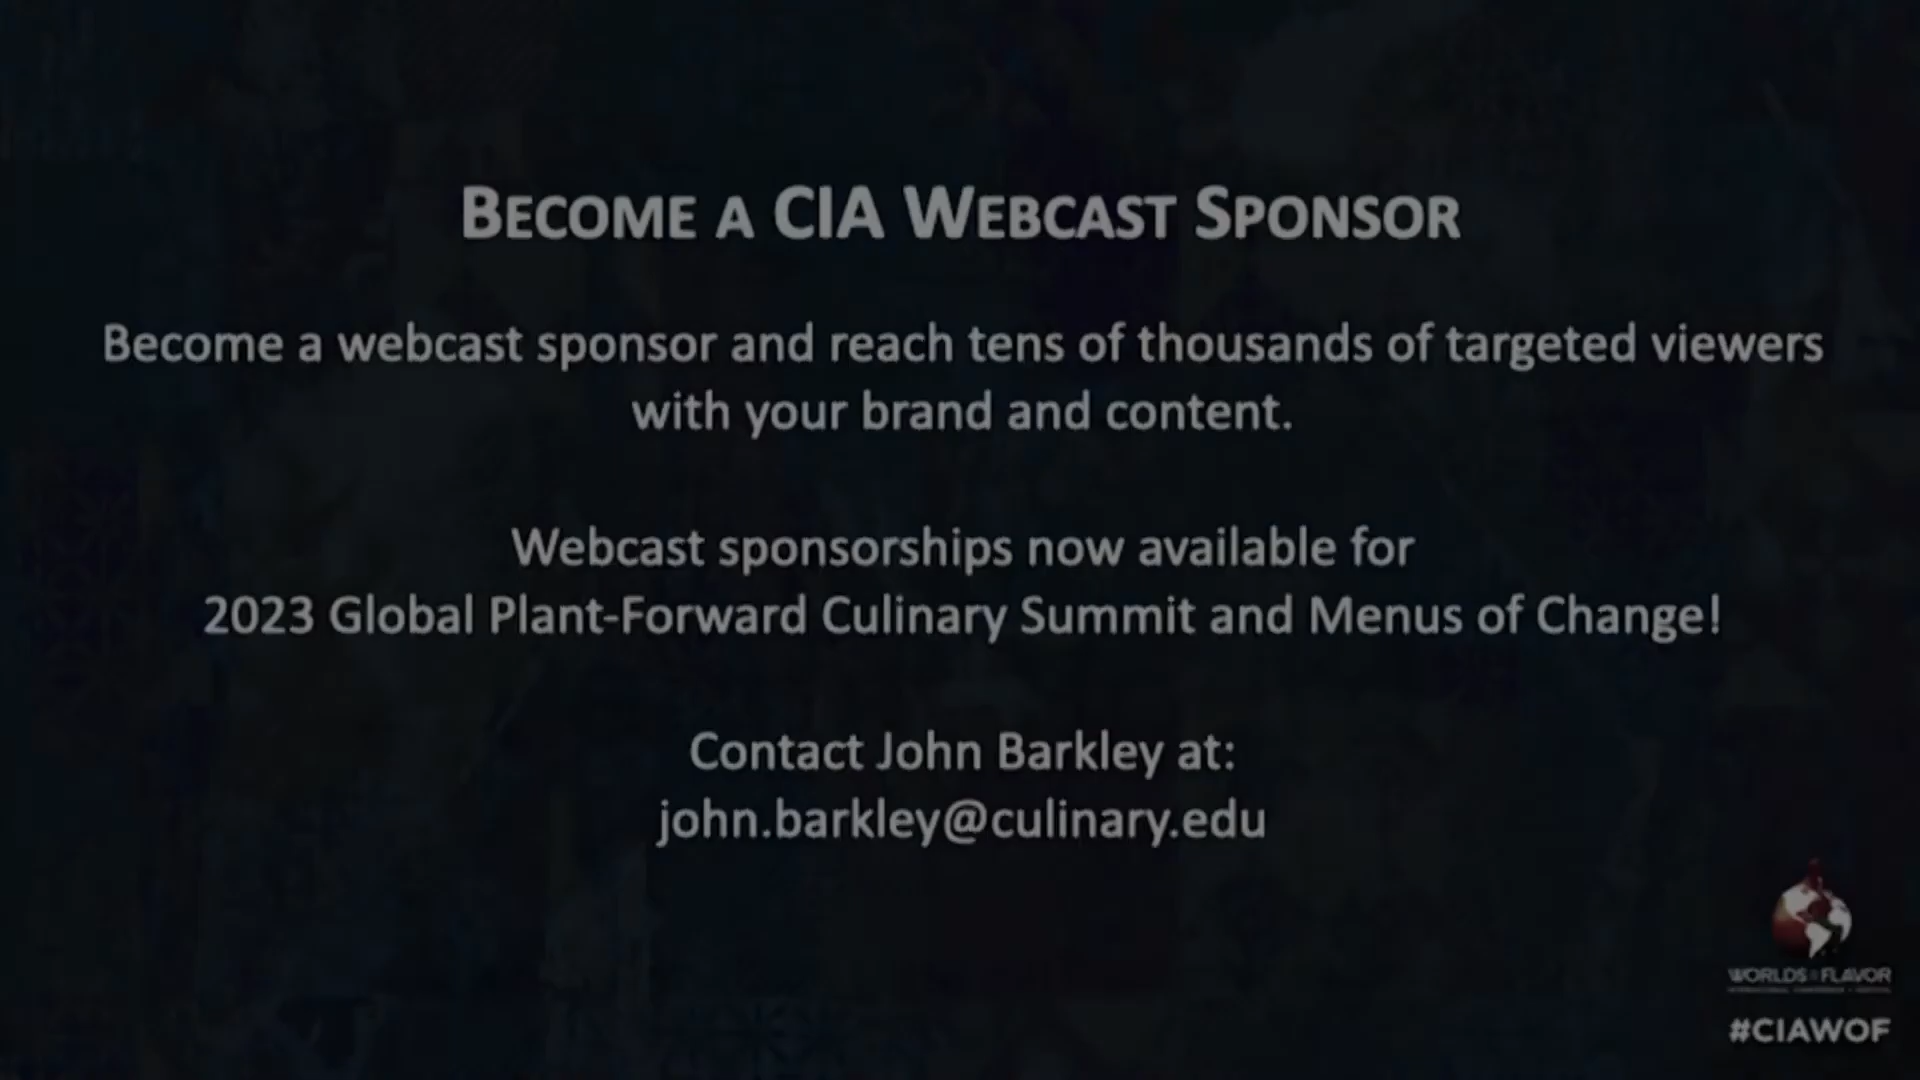 BECOME A CIA WEBCAST SPONSOR
Become a webcast sponsor and reach tens of thousands of targeted viewers
with your brand and content.
Webcast sponsorships now available for
2023 Global Plant-Forward Culinary Summit and Menus of Change!
Contact John Barkley at:
john.barkley@culinary.edu
WORLDS OF FLAVOR
#CIAWOF